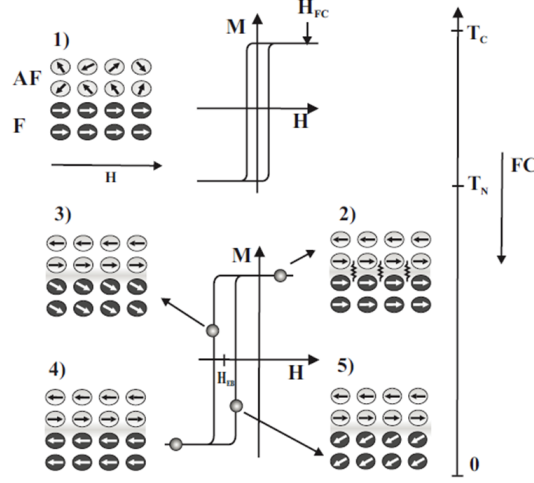 1)
AF
F
H
M
H_FC
H
T_C
T_N
FC
0
3)
M
2)
H_EB
H
4)
5)